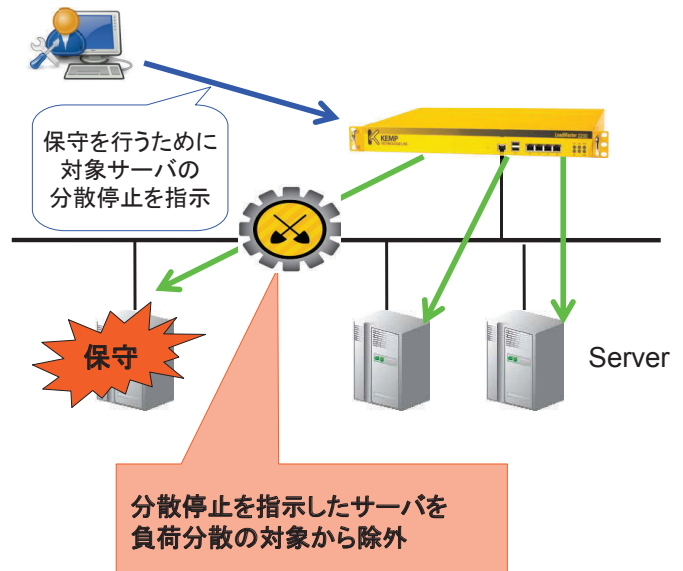 保守を行うために
対象サーバの
分散停止を指示
KEMP
TECHNOLOGIES
LoadMaster 2200
保守
Server
分散停止を指示したサーバを
負荷分散の対象から除外